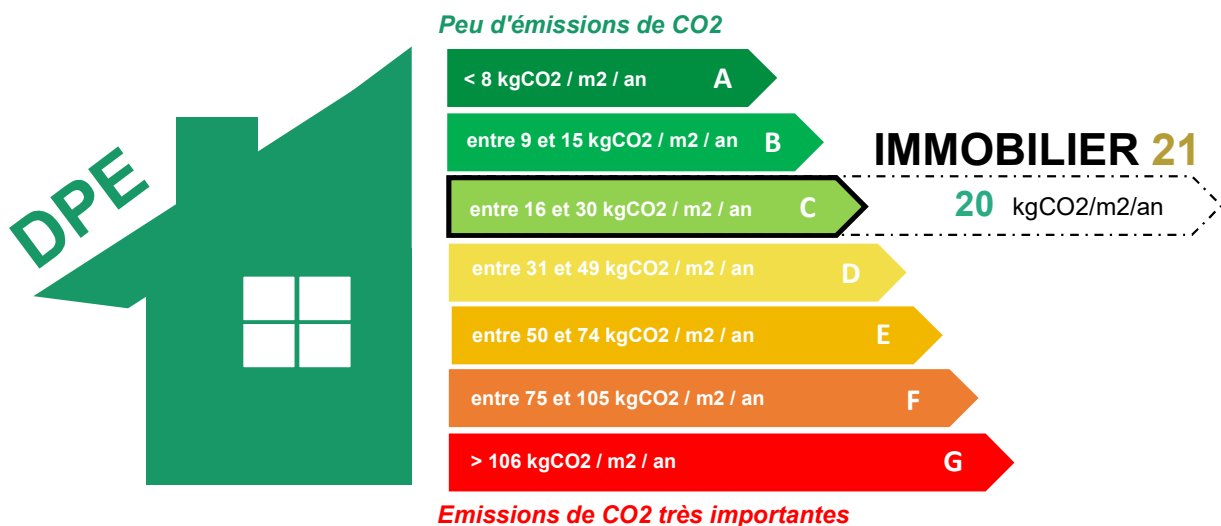 Peu d'émissions de CO2
DPE
< 8 kgCO2 / m2 / an A
entre 9 et 15 kgCO2 / m2 / an B
IMMOBILIER 21
entre 16 et 30 kgCO2 / m2 / an C
20 kgCO2/m2/an
entre 31 et 49 kgCO2 / m2 / an D
entre 50 et 74 kgCO2 / m2 / an E
entre 75 et 105 kgCO2 / m2 / an F
> 106 kgCO2 / m2 / an G
Emissions de CO2 très importantes